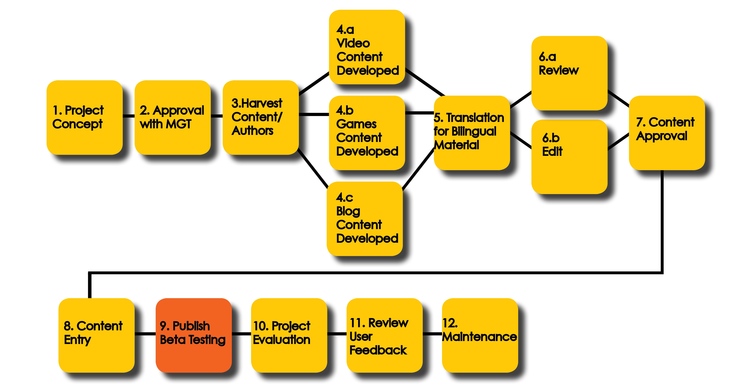 1. Project
Concept
2. Approval
with MGT
3.Harvest
Content/
Authors
4.a
Video
Content
Developed
4.b
Games
Content
Developed
4.c
Blog
Content
Developed
5. Translation
for Bilingual
Material
6.a
Review
6.b
Edit
7. Content
Approval
8. Content
Entry
9. Publish
Beta Testing
10. Project
Evaluation
11. Review
User
Feedback
12.
Maintenance